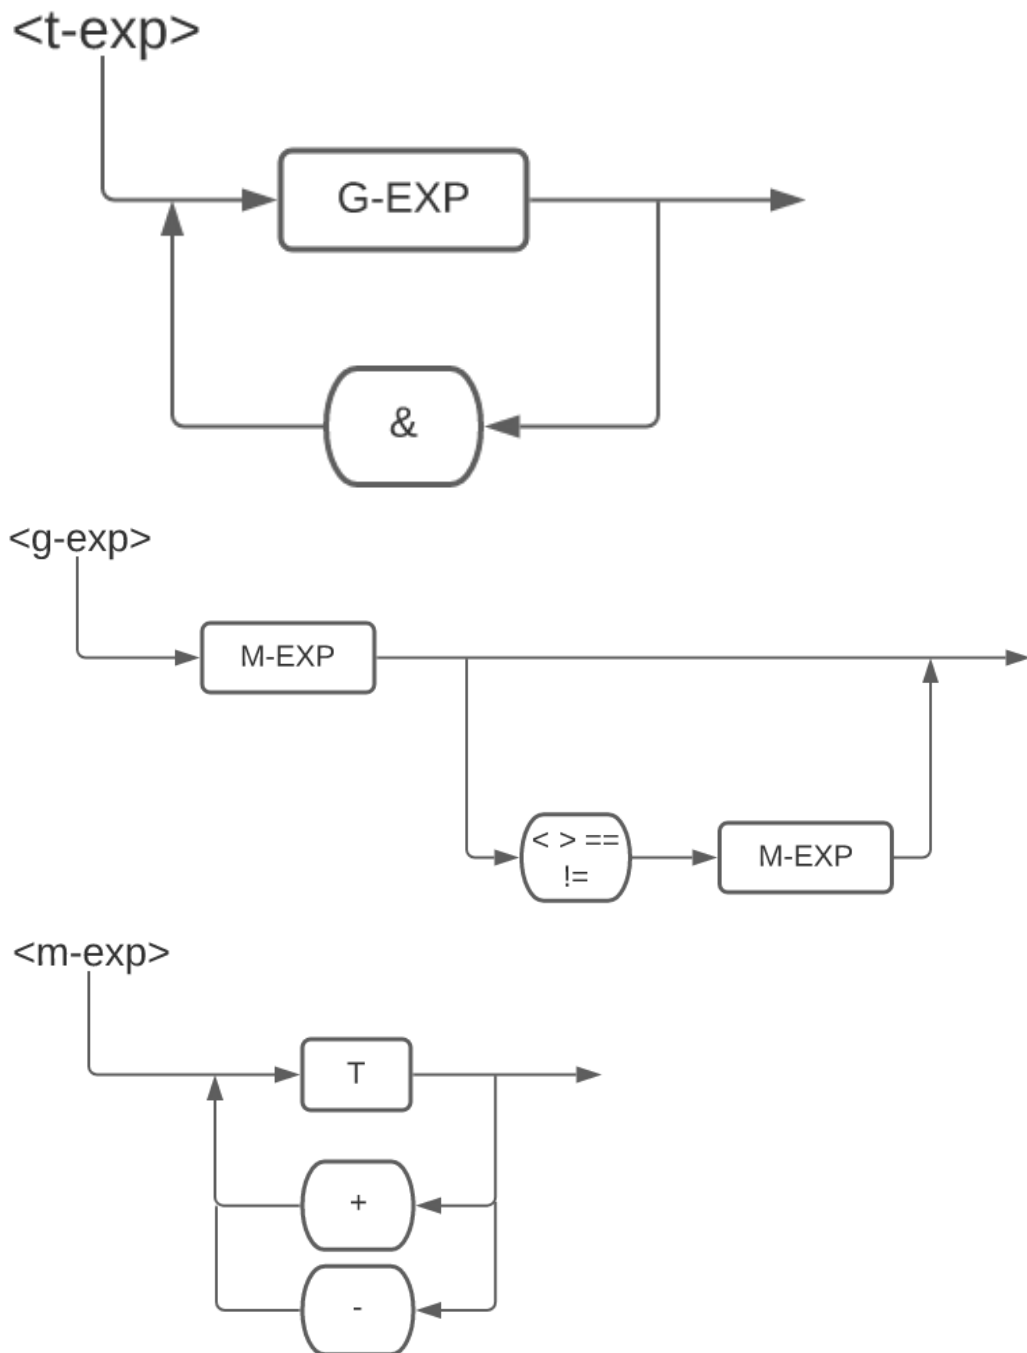 <t-exp>
G-EXP
&
<g-exp>
M-EXP
< > ==
!=
M-EXP
<m-exp>
T
+
-